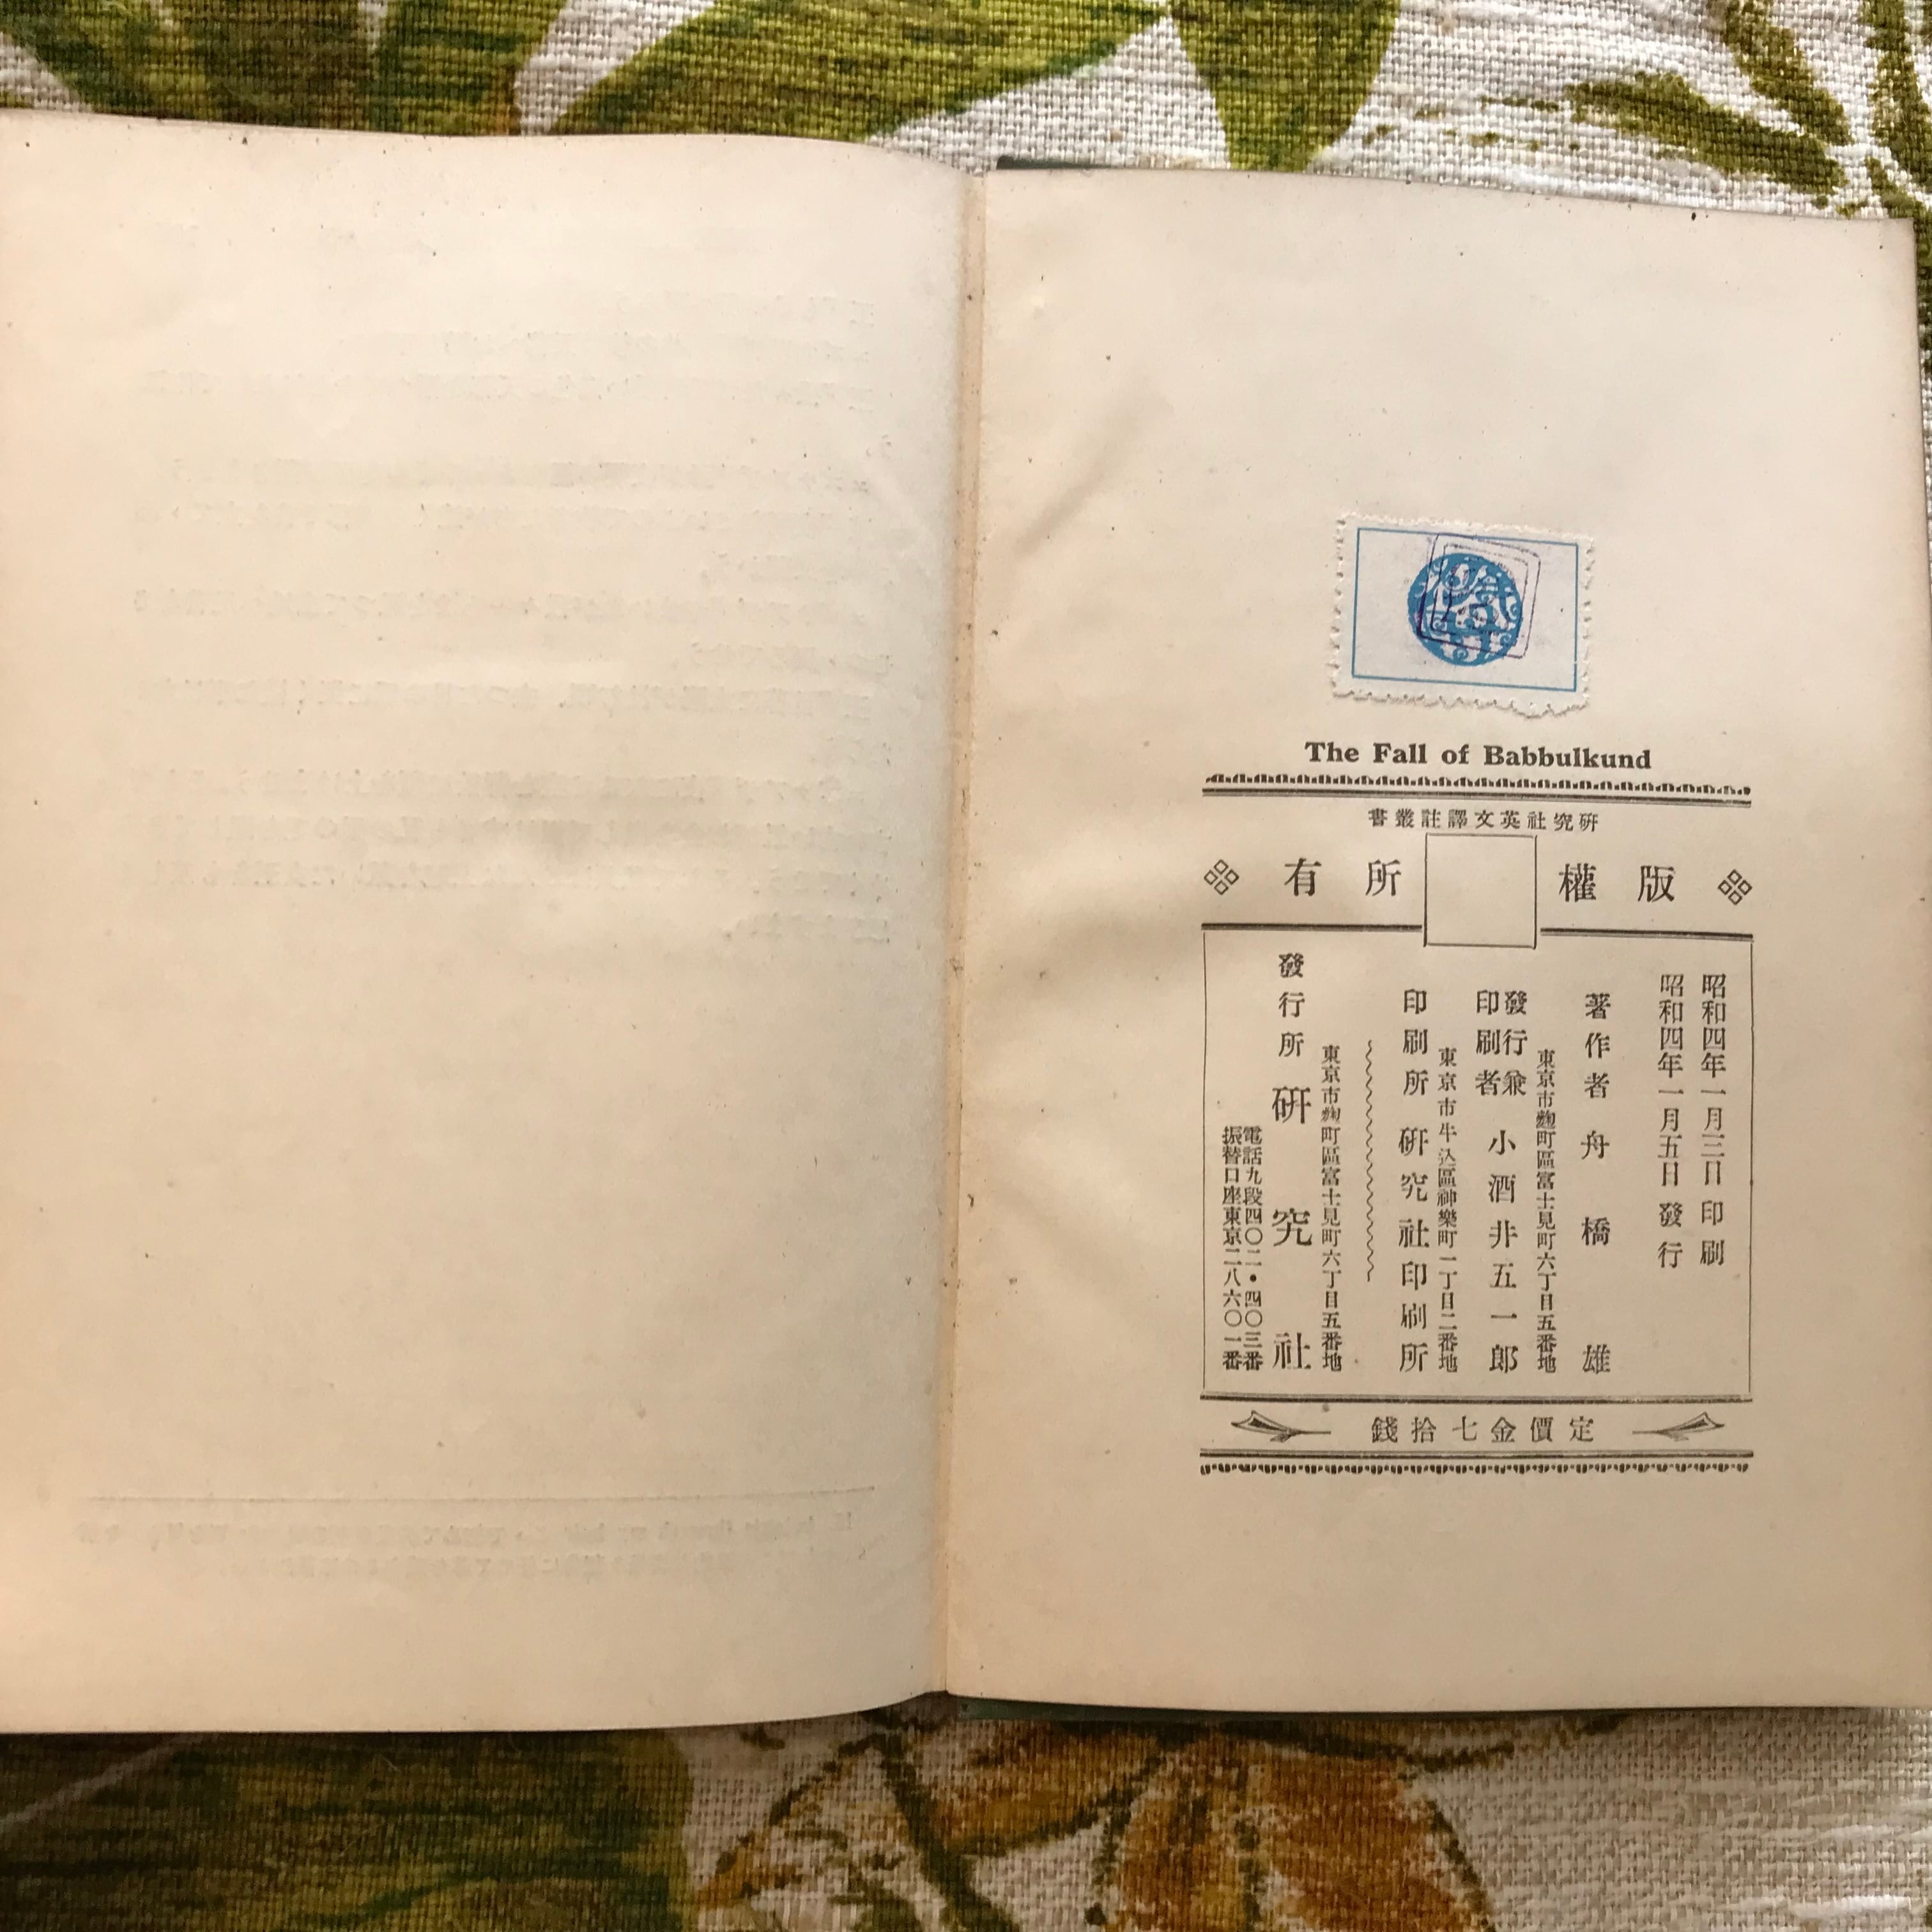 The Fall of Babbulkund
研究社英文譯註叢書
版權所有
昭和四年一月三日印刷
昭和四年一月五日發行
著作者 舟橋雄
東京市麴町區富士見町六丁目五番地
發行兼印刷者 小酒井五一郎
東京市牛込區神樂町一丁目二番地
印刷所 研究社印刷所
東京市麴町區富士見町六丁目五番地
發行所 研究社
電話九段四〇二・四〇三番
振替口座東京二八六〇一番
定價金七拾錢